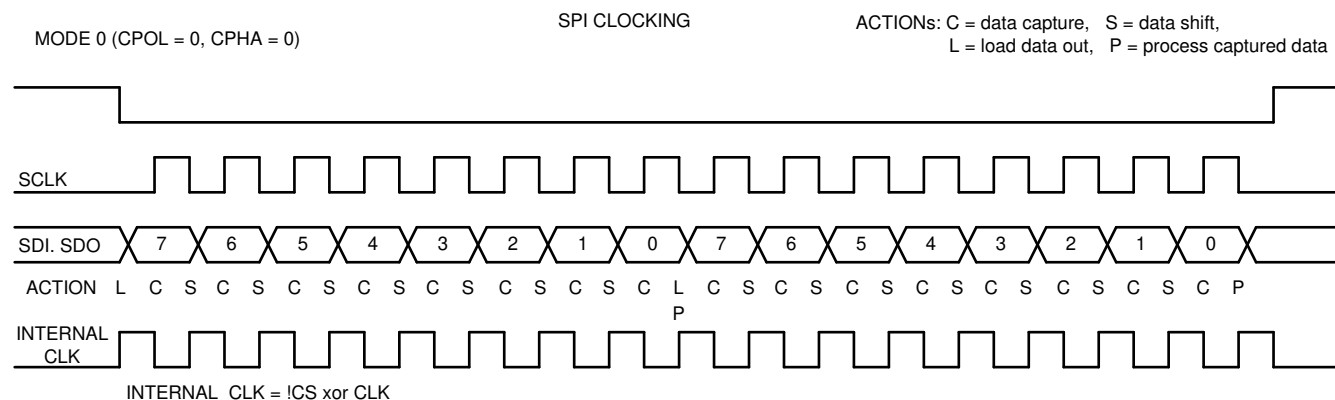 SPI CLOCKING
ACTIONs: C = data capture, S = data shift,
L = load data out, P = process captured data
MODE 0 (CPOL = 0, CPHA = 0)
SCLK
SDI. SDO 7 6 5 4 3 2 1 0 7 6 5 4 3 2 1 0
ACTION L C S C S C S C S C S C S C S C L C S C S C S C S C S C S C S C P
P
INTERNAL
CLK
INTERNAL CLK = !CS xor CLK